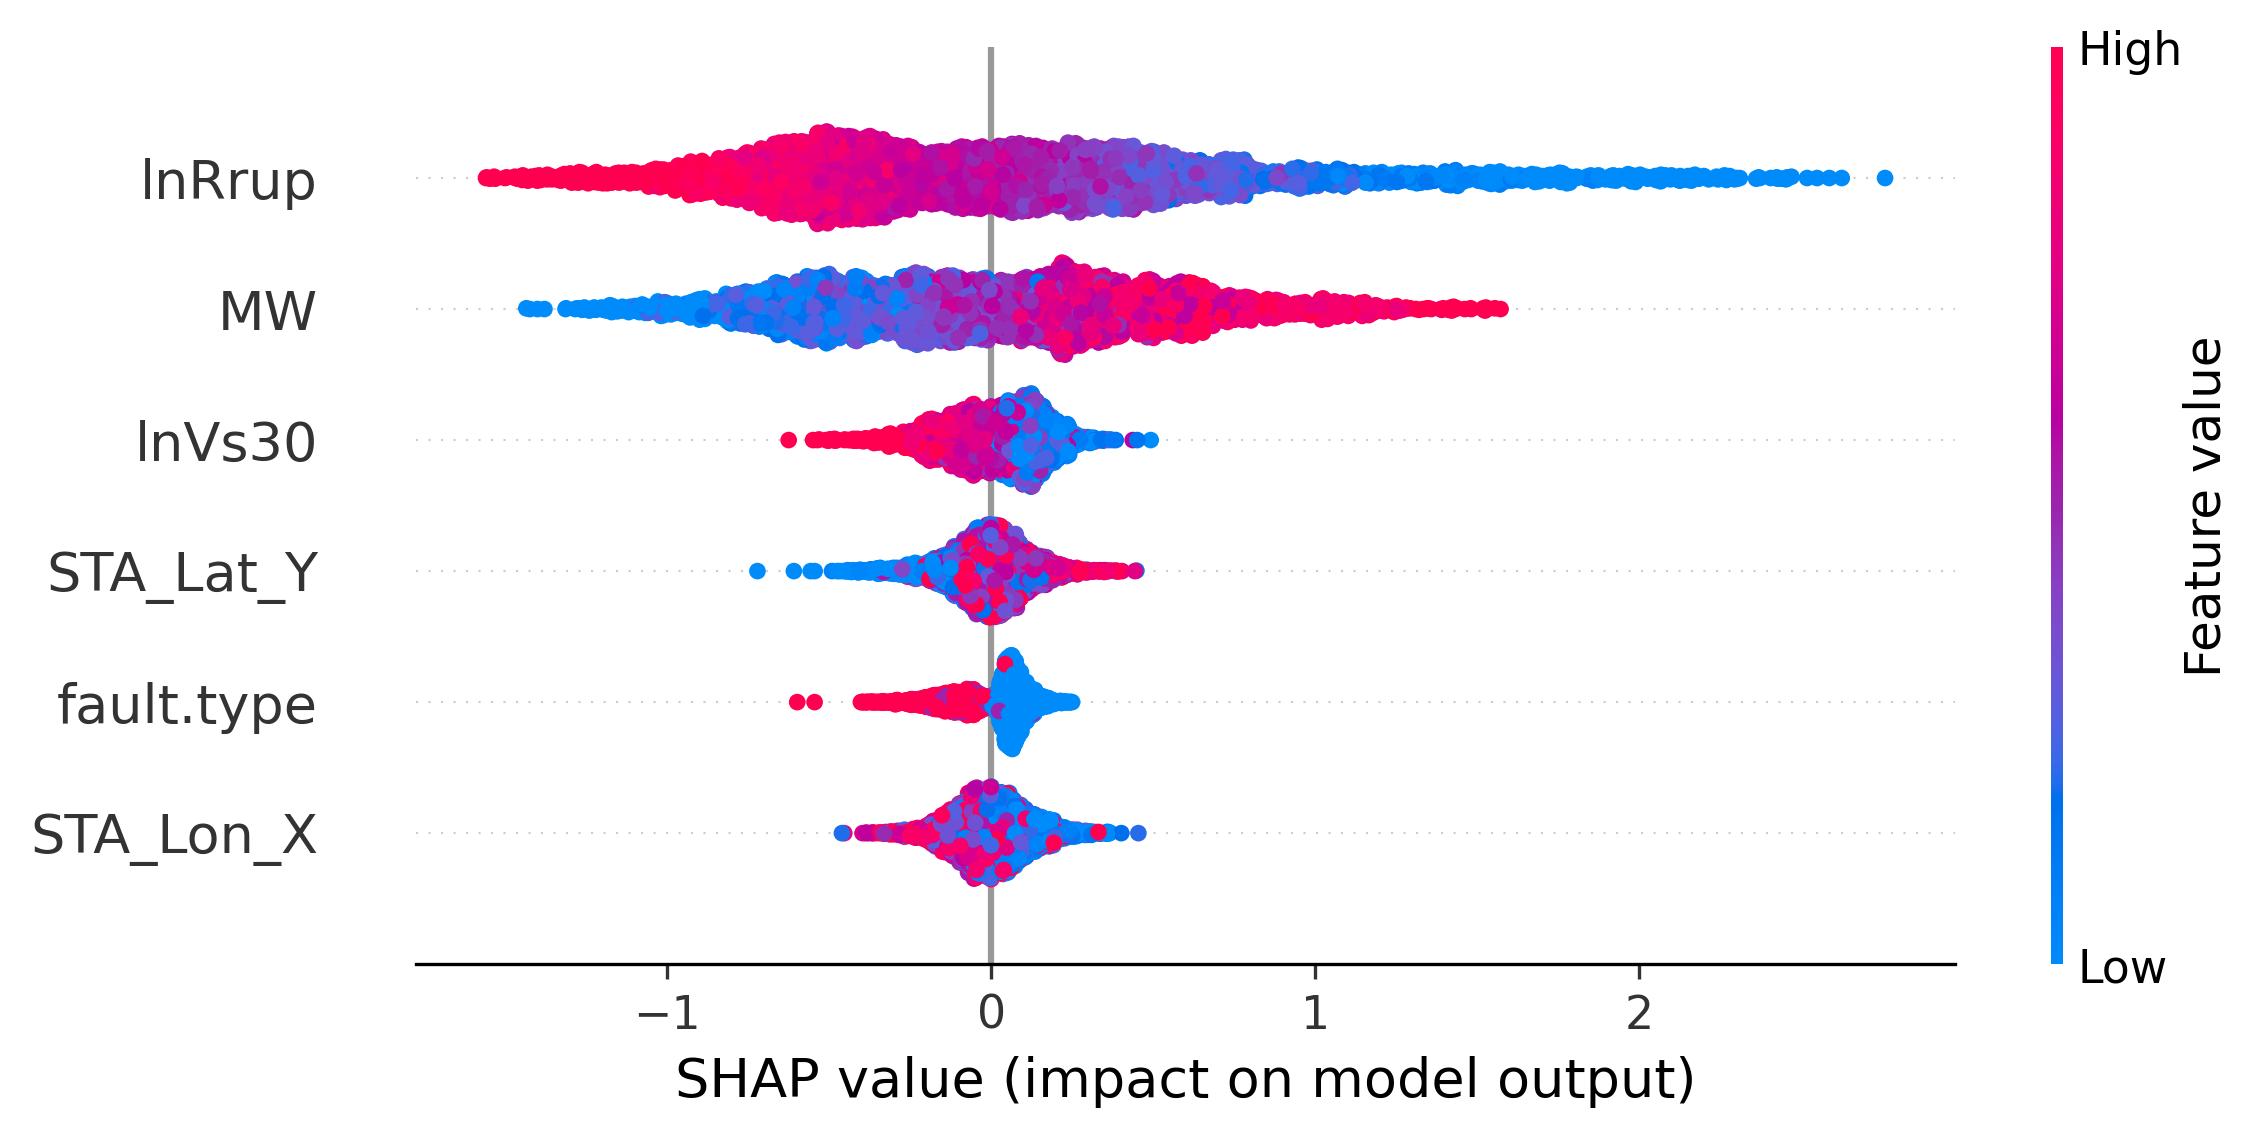 High
lnRrup
MW
lnVs30
STA_Lat_Y
fault.type
STA_Lon_X
Feature value
Low
−1 0 1 2
SHAP value (impact on model output)